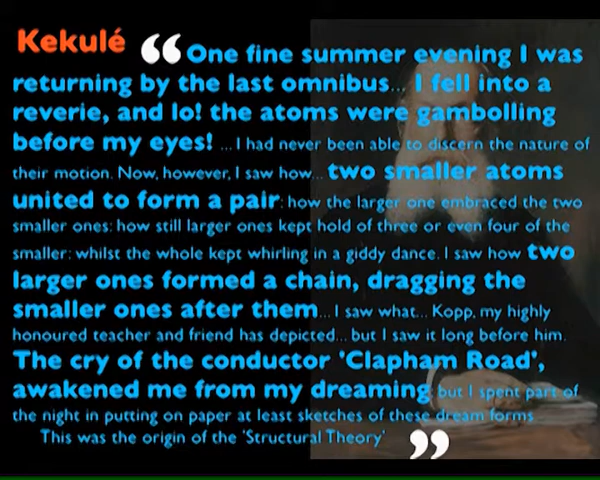 Kekulé “ One fine summer evening I was
returning by the last omnibus... I fell into a
reverie, and lo! the atoms were gambolling
before my eyes! ... I had never been able to discern the nature of
their motion. Now, however, I saw how... two smaller atoms
united to form a pair: how the larger one embraced the two
smaller ones: how still larger ones kept hold of three or even four of the
smaller: whilst the whole kept whirling in a giddy dance. I saw how two
larger ones formed a chain, dragging the
smaller ones after them... I saw what... Kopp, my highly
honoured teacher and friend has depicted... but I saw it long before him.
The cry of the conductor 'Clapham Road',
awakened me from my dreaming but I spent part of
the night in putting on paper at least sketches of these dream forms.
This was the origin of the 'Structural Theory' ”